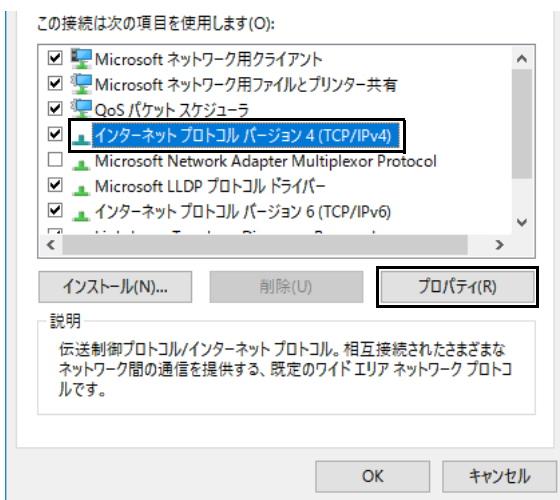 この接続は次の項目を使用します(O):
Microsoft ネットワーク用クライアント
Microsoft ネットワーク用ファイルとプリンター共有
QoS パケット スケジューラ
インターネット プロトコル バージョン 4 (TCP/IPv4)
Microsoft Network Adapter Multiplexor Protocol
Microsoft LLDP プロトコル ドライバー
インターネット プロトコル バージョン 6 (TCP/IPv6)
インストール(N)...
削除(U)
プロパティ(R)
説明
伝送制御プロトコル/インターネット プロトコル。相互接続されたさまざまな
ネットワーク間の通信を提供する、既定のワイド エリア ネットワーク プロトコ
ルです。
OK
キャンセル